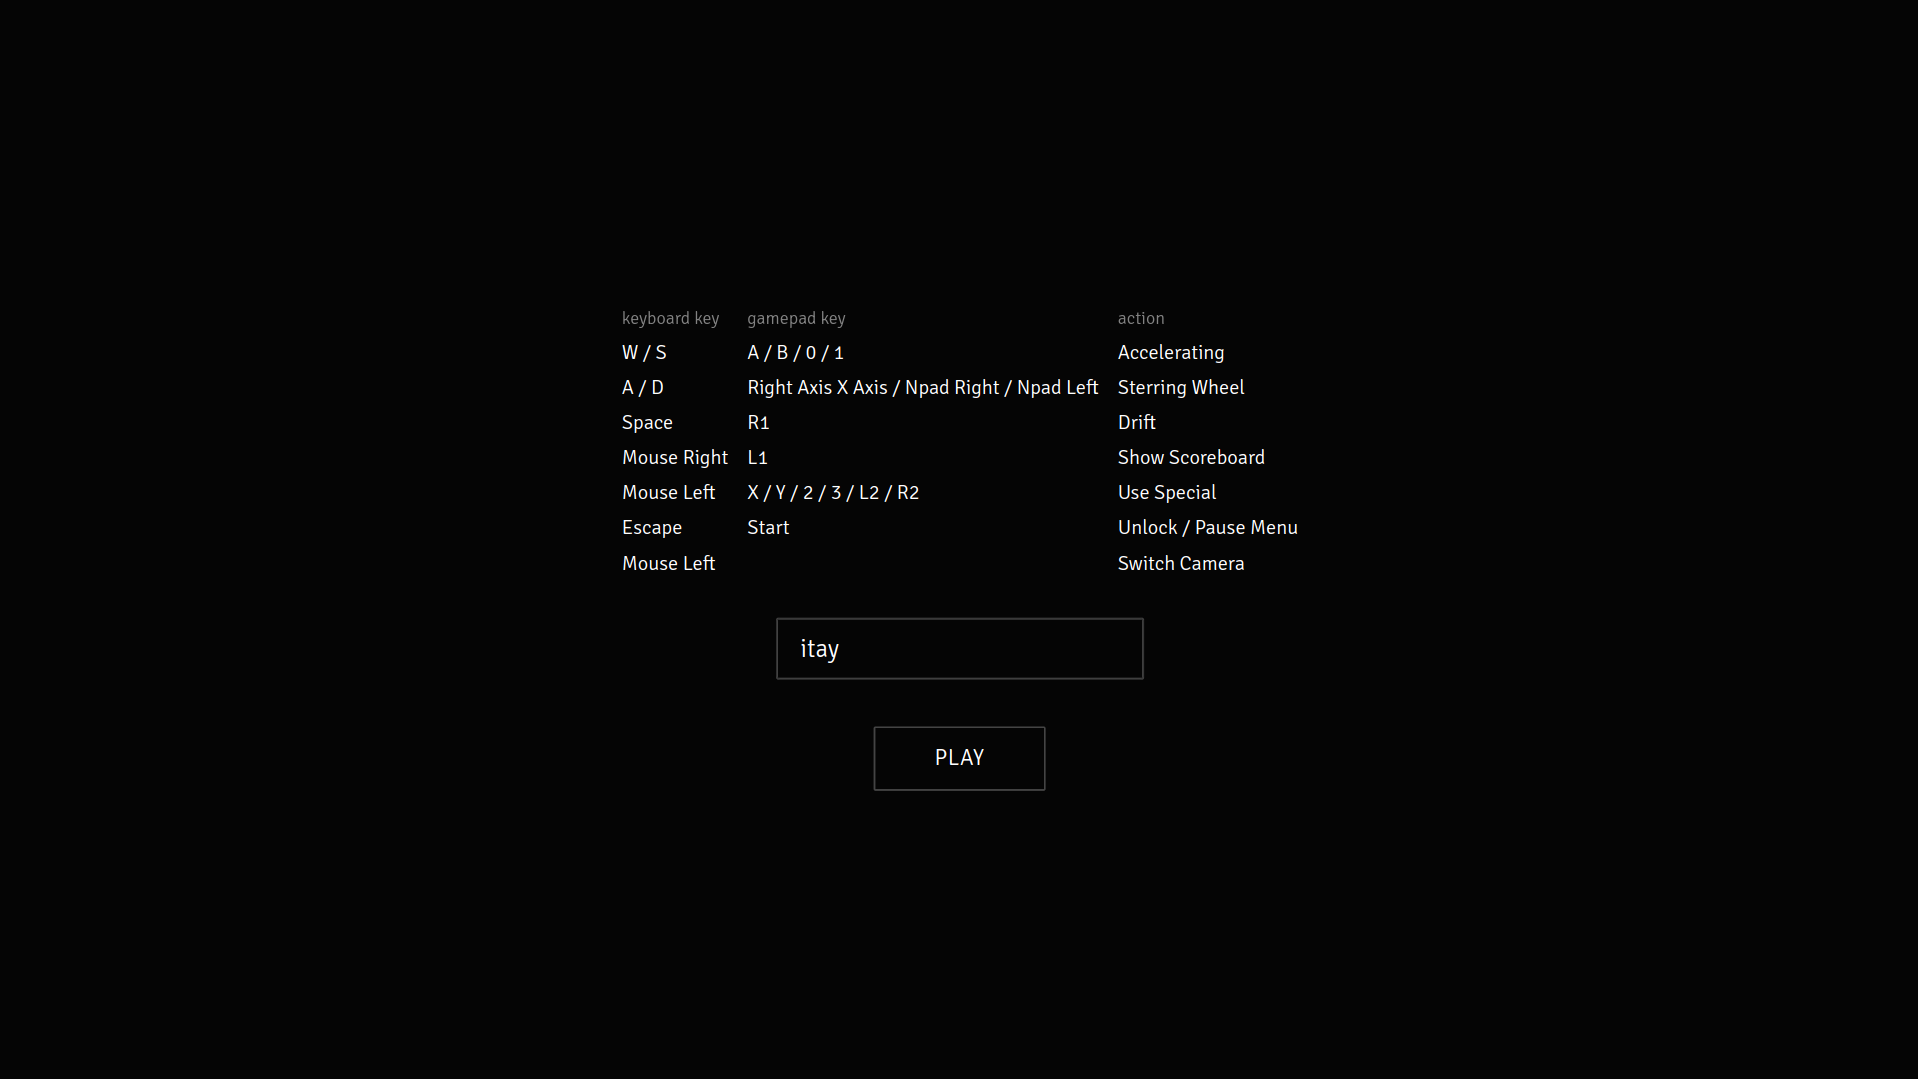 keyboard key gamepad key action
W / S A / B / 0 / 1 Accelerating
A / D Right Axis X Axis / Npad Right / Npad Left Sterring Wheel
Space R1 Drift
Mouse Right L1 Show Scoreboard
Mouse Left X / Y / 2 / 3 / L2 / R2 Use Special
Escape Start Unlock / Pause Menu
Mouse Left Switch Camera
itay
PLAY